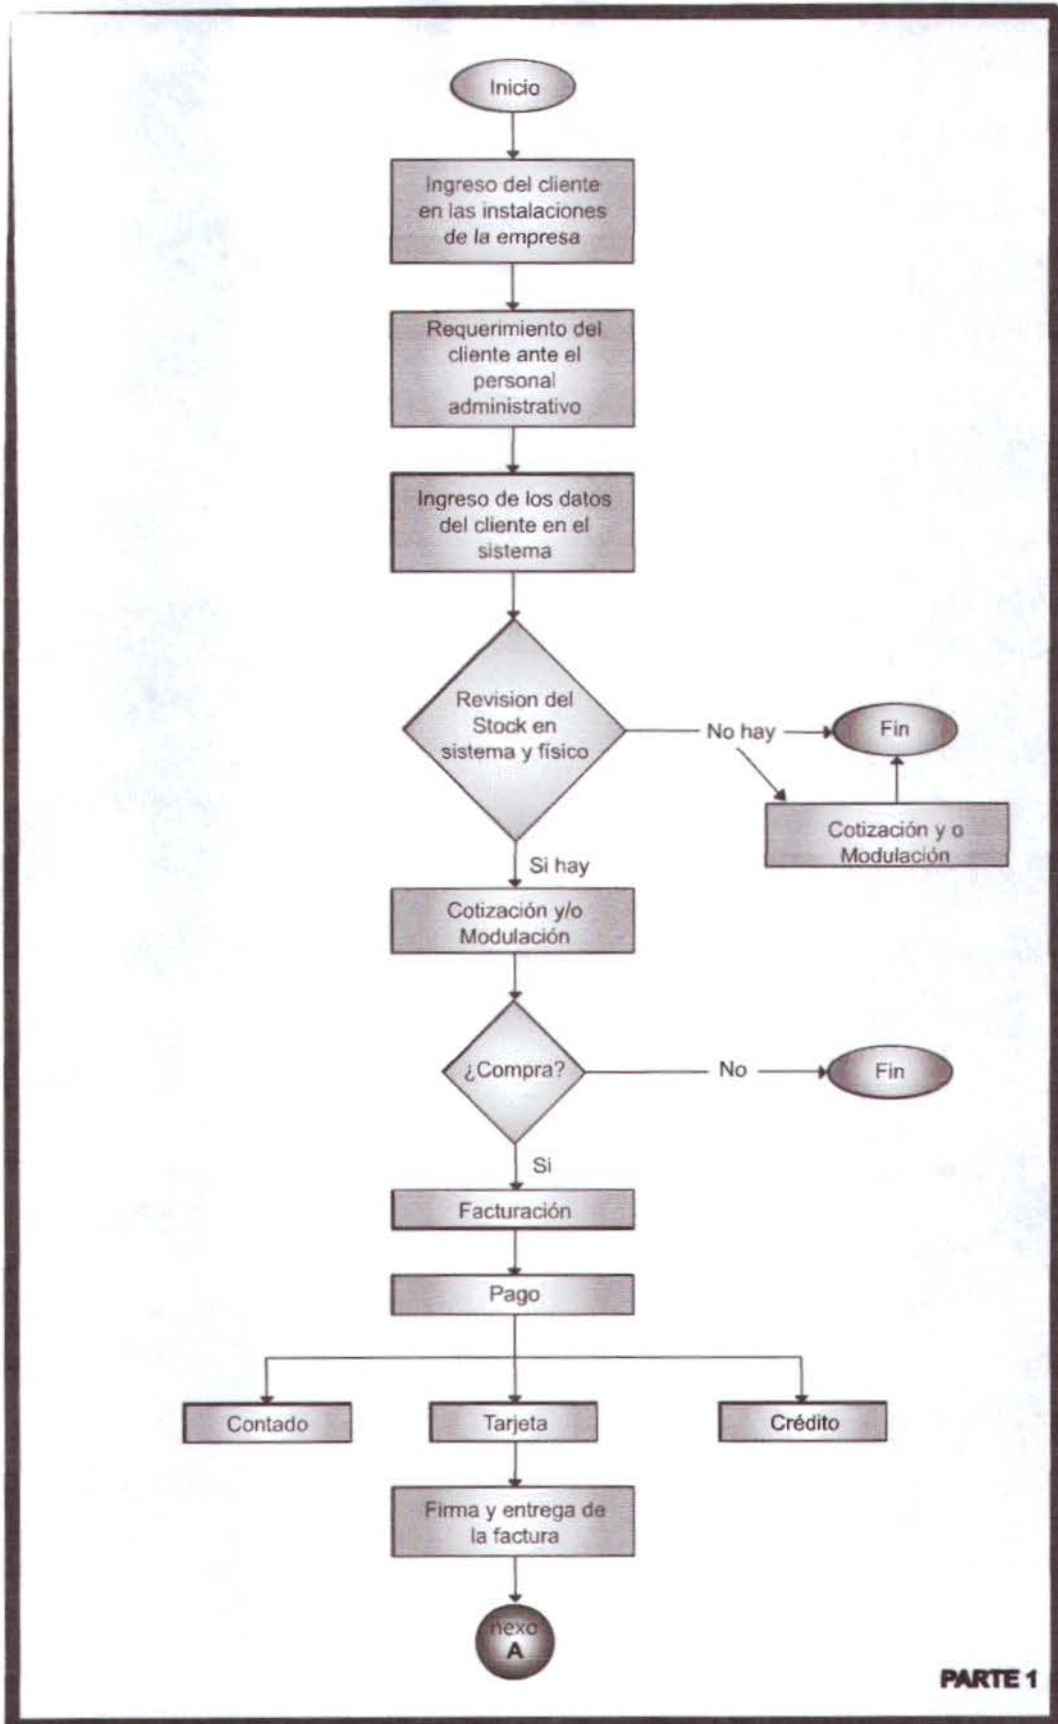 Inicio
Ingreso del cliente
en las instalaciones
de la empresa
Requerimiento del
cliente ante el
personal
administrativo
Ingreso de los datos
del cliente en el
sistema
Revision del
Stock en
sistema y físico
No hay
Fin
Cotización y o
Modulación
Si hay
Cotización y/o
Modulación
¿Compra?
No
Fin
Si
Facturación
Pago
Contado
Tarjeta
Crédito
Firma y entrega de
la factura
nexo
A
PARTE 1